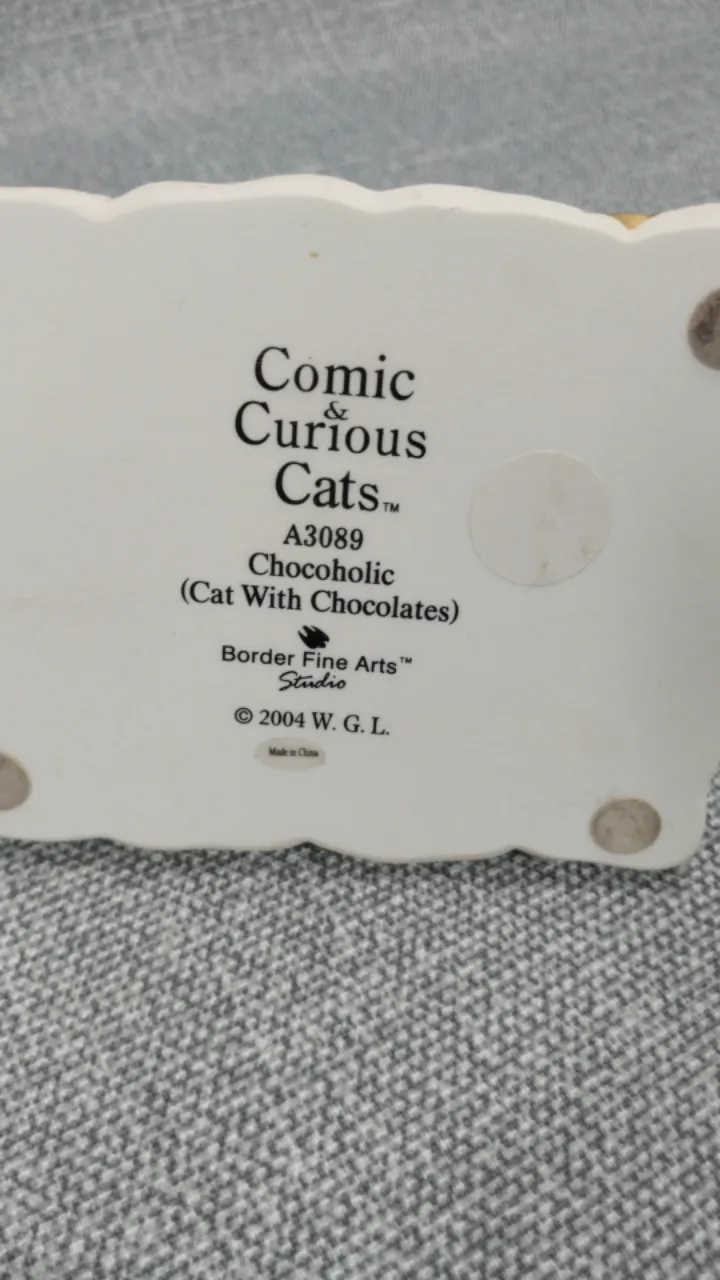 Comic
&
Curious
Cats™
A3089
Chocoholic
(Cat With Chocolates)
Border Fine Arts™
Studio
© 2004 W. G. L.
Made in China